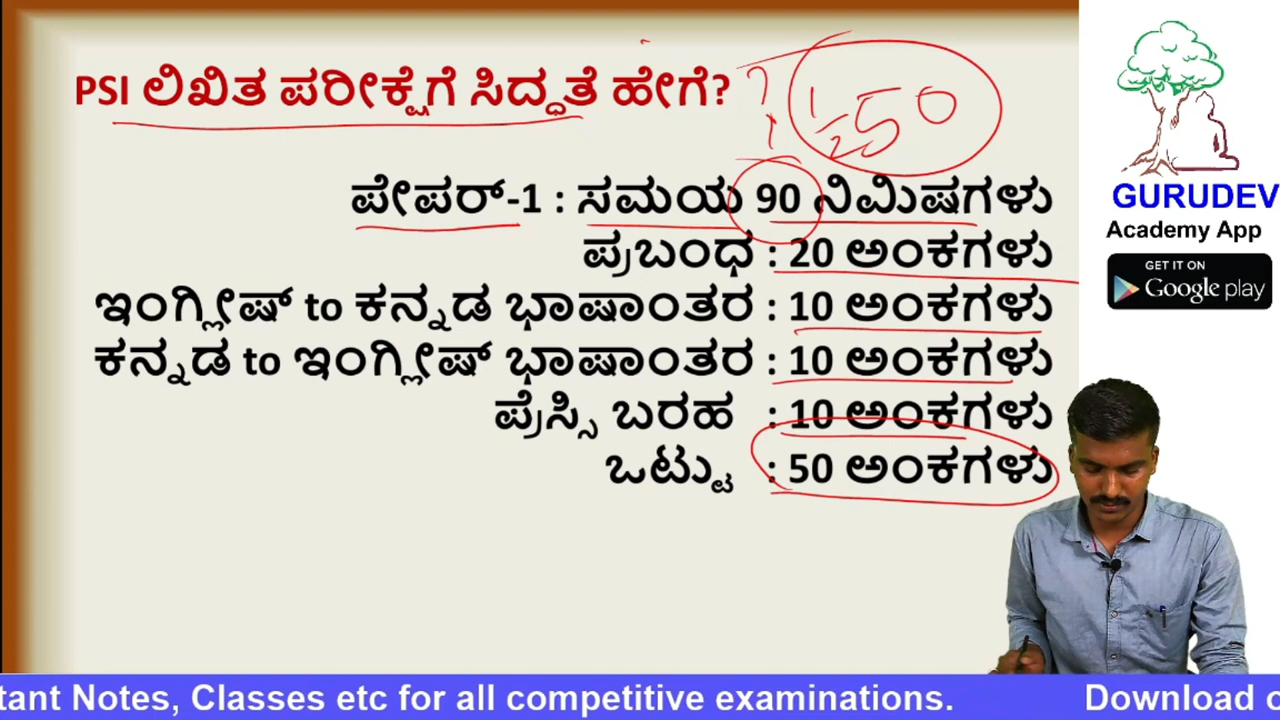 PSI ಲಿಖಿತ ಪರೀಕ್ಷೆಗೆ ಸಿದ್ಧತೆ ಹೇಗೆ?
1/2 50
ಪೇಪರ್-1 : ಸಮಯ 90 ನಿಮಿಷಗಳು
ಪ್ರಬಂಧ : 20 ಅಂಕಗಳು
ಇಂಗ್ಲೀಷ್ to ಕನ್ನಡ ಭಾಷಾಂತರ : 10 ಅಂಕಗಳು
ಕನ್ನಡ to ಇಂಗ್ಲೀಷ್ ಭಾಷಾಂತರ : 10 ಅಂಕಗಳು
ಪ್ರೆಸ್ಸಿ ಬರಹ : 10 ಅಂಕಗಳು
ಒಟ್ಟು : 50 ಅಂಕಗಳು
GURUDEV
Academy App
GET IT ON
Google play
tant Notes, Classes etc for all competitive examinations. Download